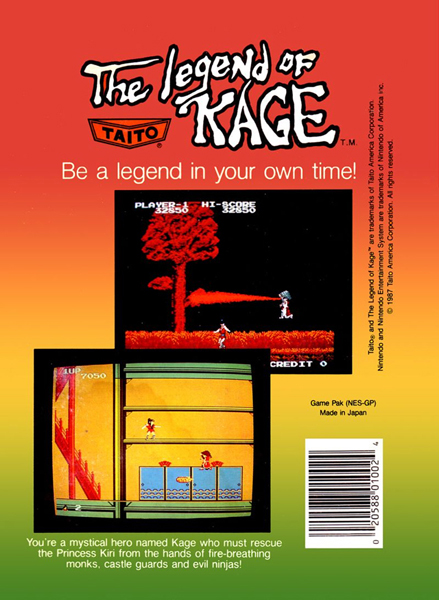 The legend of
KAGE
T.M.
TAITO
®
Be a legend in your own time!
PLAYER-1 HI-SCORE
32850 32850
CREDIT 0
1UP
7050
2
Taito® and The Legend of Kage™ are trademarks of Taito America Corporation.
Nintendo and Nintendo Entertainment System are trademarks of Nintendo of America inc.
© 1987 Taito America Corporation. All rights reserved.
Game Pak (NES-GP)
Made in Japan
0 20588 01002 4
You're a mystical hero named Kage who must rescue
the Princess Kiri from the hands of fire-breathing
monks, castle guards and evil ninjas!